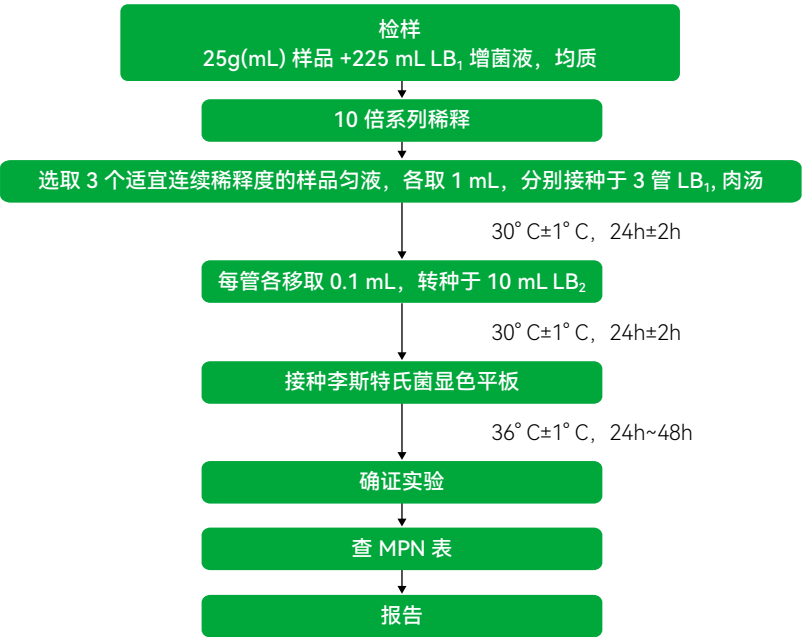 检样
25g(mL) 样品 +225 mL LB₁ 增菌液，均质
10 倍系列稀释
选取 3 个适宜连续稀释度的样品匀液，各取 1 mL，分别接种于 3 管 LB₁, 肉汤
30°C±1°C，24h±2h
每管各移取 0.1 mL，转种于 10 mL LB₂
30°C±1°C，24h±2h
接种李斯特氏菌显色平板
36°C±1°C，24h~48h
确证实验
查 MPN 表
报告